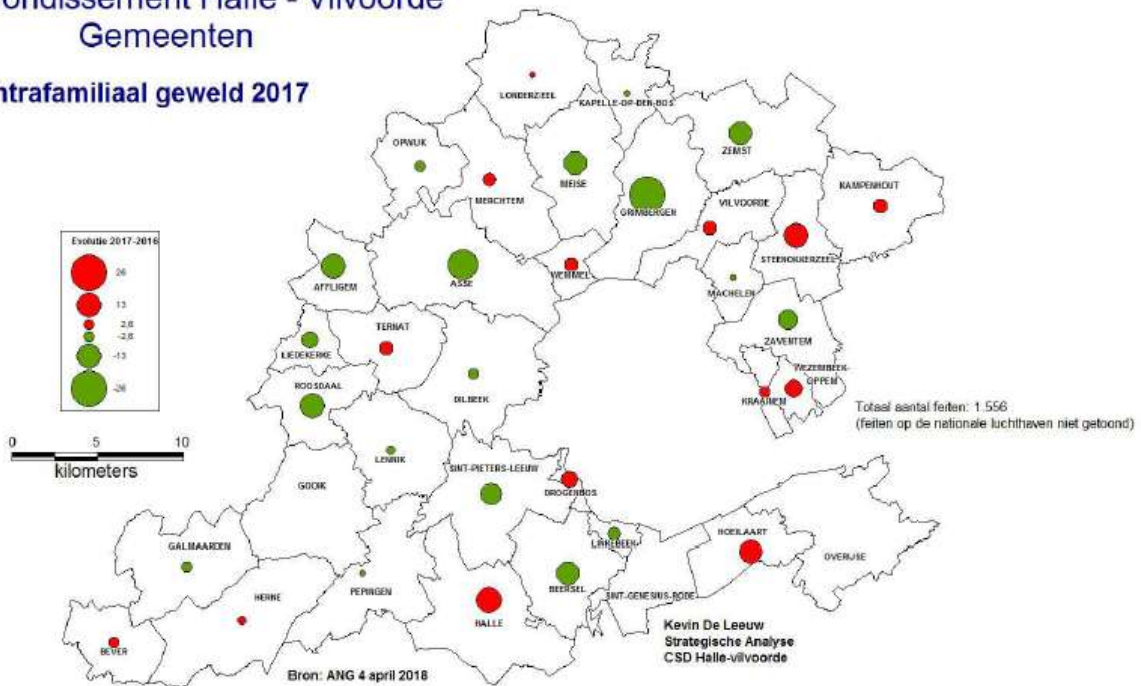 ondissement Halle - Vilvoorde
Gemeenten
ntrafamiliaal geweld 2017
LONDERZEEL
KAPELLE-OP-DEN-BOS
OPWIJK
ZEMST
MEISE
MERCHTEM
KAMPENHOUT
VILVOORDE
GRIMBERGEN
STEENOKKERZEEL
WEMMEL
MACHELEN
AFFLIGEM
ASSE
Evolutie 2017-2016
26
13
2,6
-2,6
-13
-26
TERNAT
ZAVENTEM
LIEDEKERKE
WEZEMBEEK-
OPPEM
ROOSDAAL
DILBEEK
KRAAINEM
Totaal aantal feiten: 1.556
(feiten op de nationale luchthaven niet getoond)
0 5 10
kilometers
LENNIK
SINT-PIETERS-LEEUW
GOOIK
DROGENBOS
HOEILAART
LINKEBEEK
GALMAARDEN
OVERIJSE
BEERSEL
PEPINGEN
HERNE
SINT-GENESIUS-RODE
HALLE
BEVER
Kevin De Leeuw
Strategische Analyse
CSD Halle-vilvoorde
Bron: ANG 4 april 2018